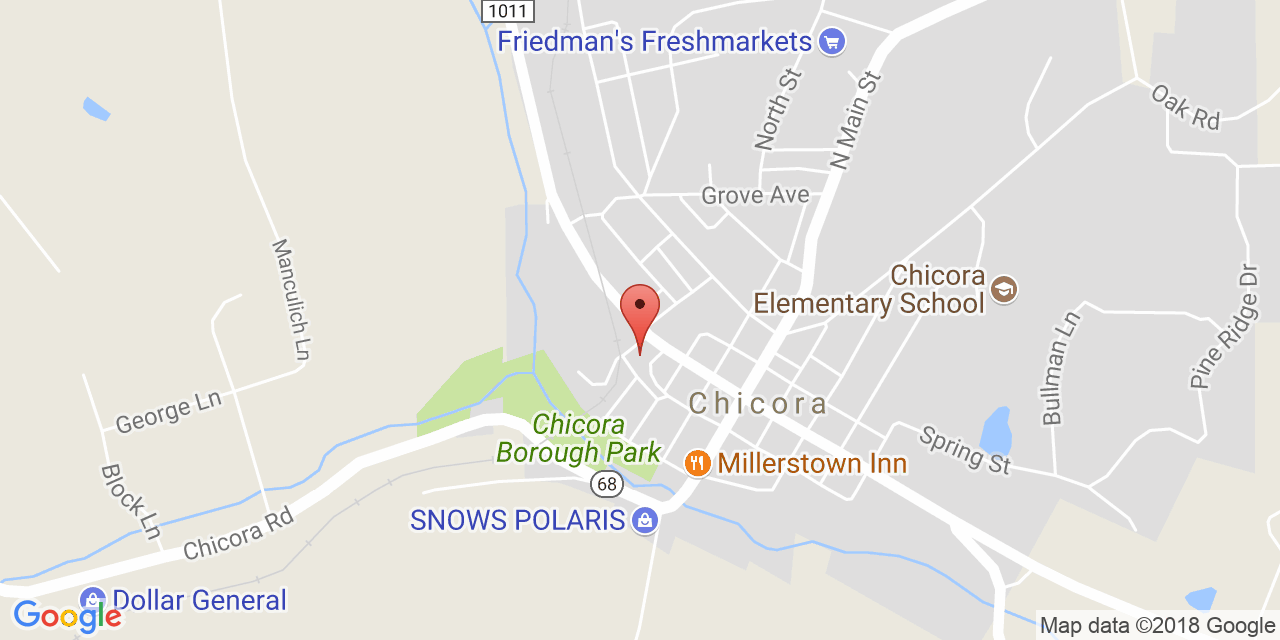 1011
Friedman's Freshmarkets
North St
N Main St
Oak Rd
Grove Ave
Manculich Ln
Chicora
Elementary School
Pine Ridge Dr
Bullman Ln
George Ln
Chicora
Chicora
Borough Park
Spring St
Block Ln
Millerstown Inn
68
SNOWS POLARIS
Chicora Rd
Dollar General
Google
Map data ©2018 Google